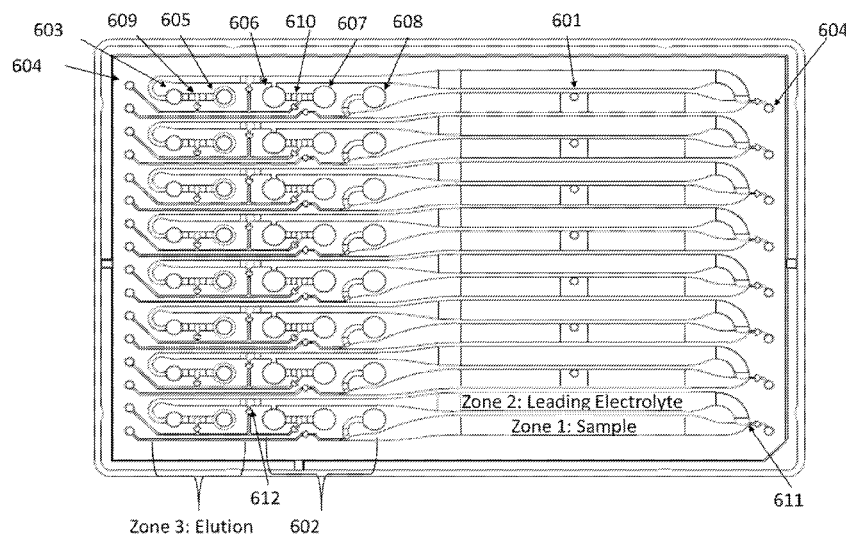 609 605 606 610 607 608 601 604
603
604
Zone 2: Leading Electrolyte
Zone 1: Sample
612
611
Zone 3: Elution 602